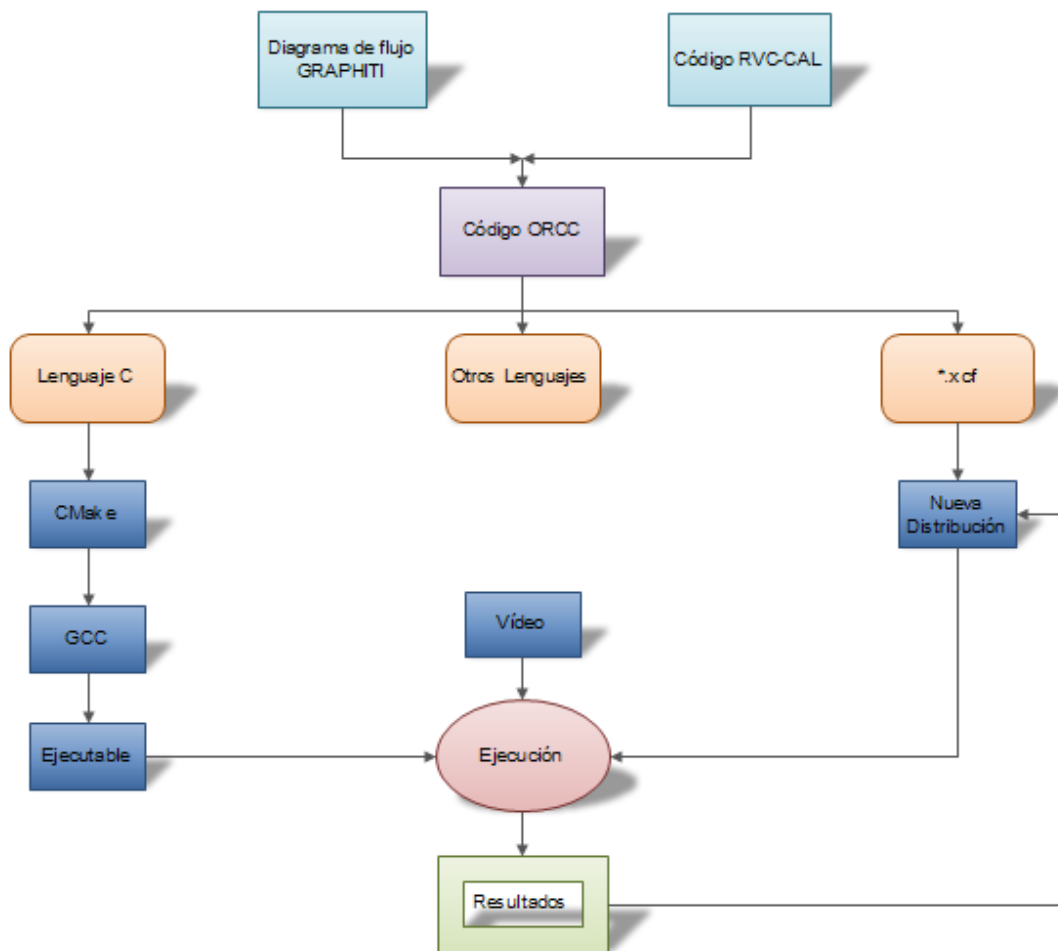 Diagrama de flujo
GRAPHITI
Código RVC-CAL
Código ORCC
Lenguaje C
Otros Lenguajes
*.xcf
CMake
Nueva
Distribución
GCC
Vídeo
Ejecutable
Ejecución
Resultados